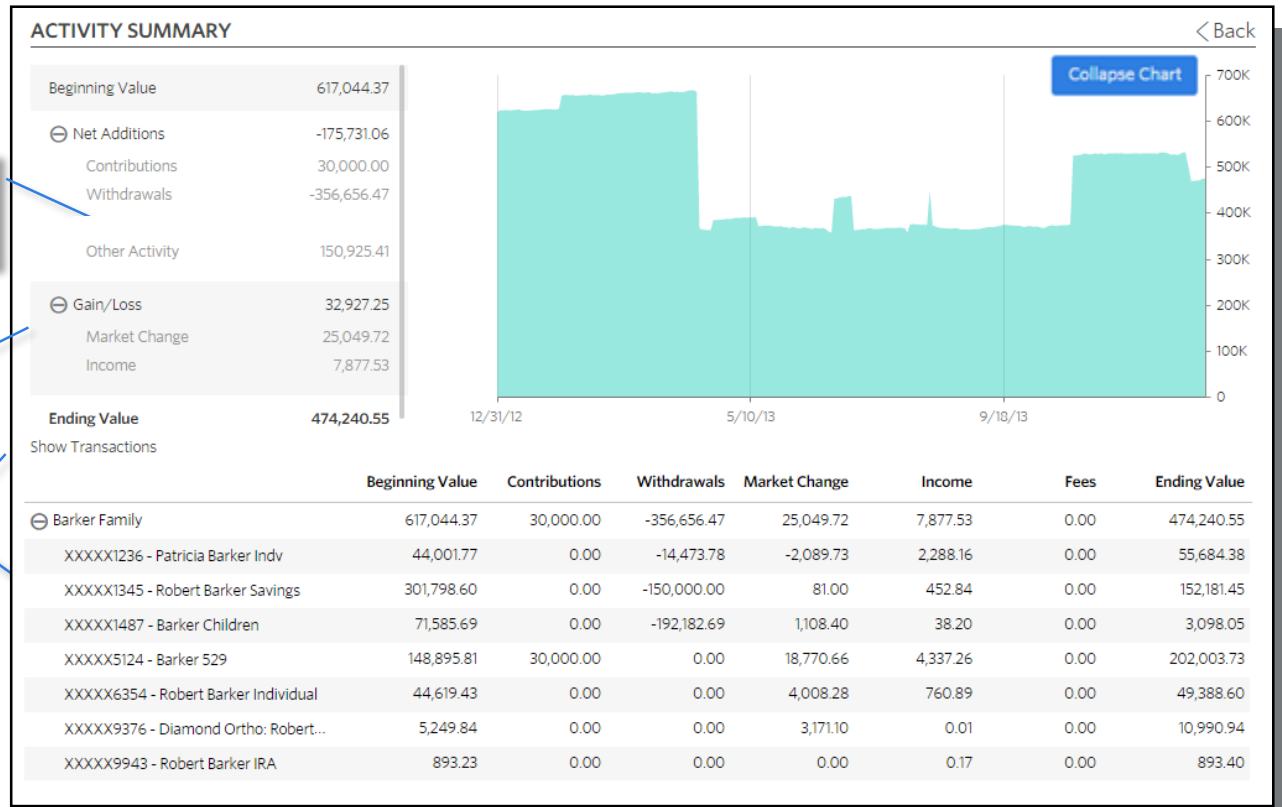 ACTIVITY SUMMARY
< Back
Beginning Value 617,044.37
Net Additions -175,731.06
Contributions 30,000.00
Withdrawals -356,656.47
Other Activity 150,925.41
Gain/Loss 32,927.25
Market Change 25,049.72
Income 7,877.53
Ending Value 474,240.55
Show Transactions
Collapse Chart
700K
600K
500K
400K
300K
200K
100K
0
12/31/12 5/10/13 9/18/13
Beginning Value Contributions Withdrawals Market Change Income Fees Ending Value
Barker Family 617,044.37 30,000.00 -356,656.47 25,049.72 7,877.53 0.00 474,240.55
XXXXX1236 - Patricia Barker Indv 44,001.77 0.00 -14,473.78 -2,089.73 2,288.16 0.00 55,684.38
XXXXX1345 - Robert Barker Savings 301,798.60 0.00 -150,000.00 81.00 452.84 0.00 152,181.45
XXXXX1487 - Barker Children 71,585.69 0.00 -192,182.69 1,108.40 38.20 0.00 3,098.05
XXXXX5124 - Barker 529 148,895.81 30,000.00 0.00 18,770.66 4,337.26 0.00 202,003.73
XXXXX6354 - Robert Barker Individual 44,619.43 0.00 0.00 4,008.28 760.89 0.00 49,388.60
XXXXX9376 - Diamond Ortho: Robert... 5,249.84 0.00 0.00 3,171.10 0.01 0.00 10,990.94
XXXXX9943 - Robert Barker IRA 893.23 0.00 0.00 0.00 0.17 0.00 893.40